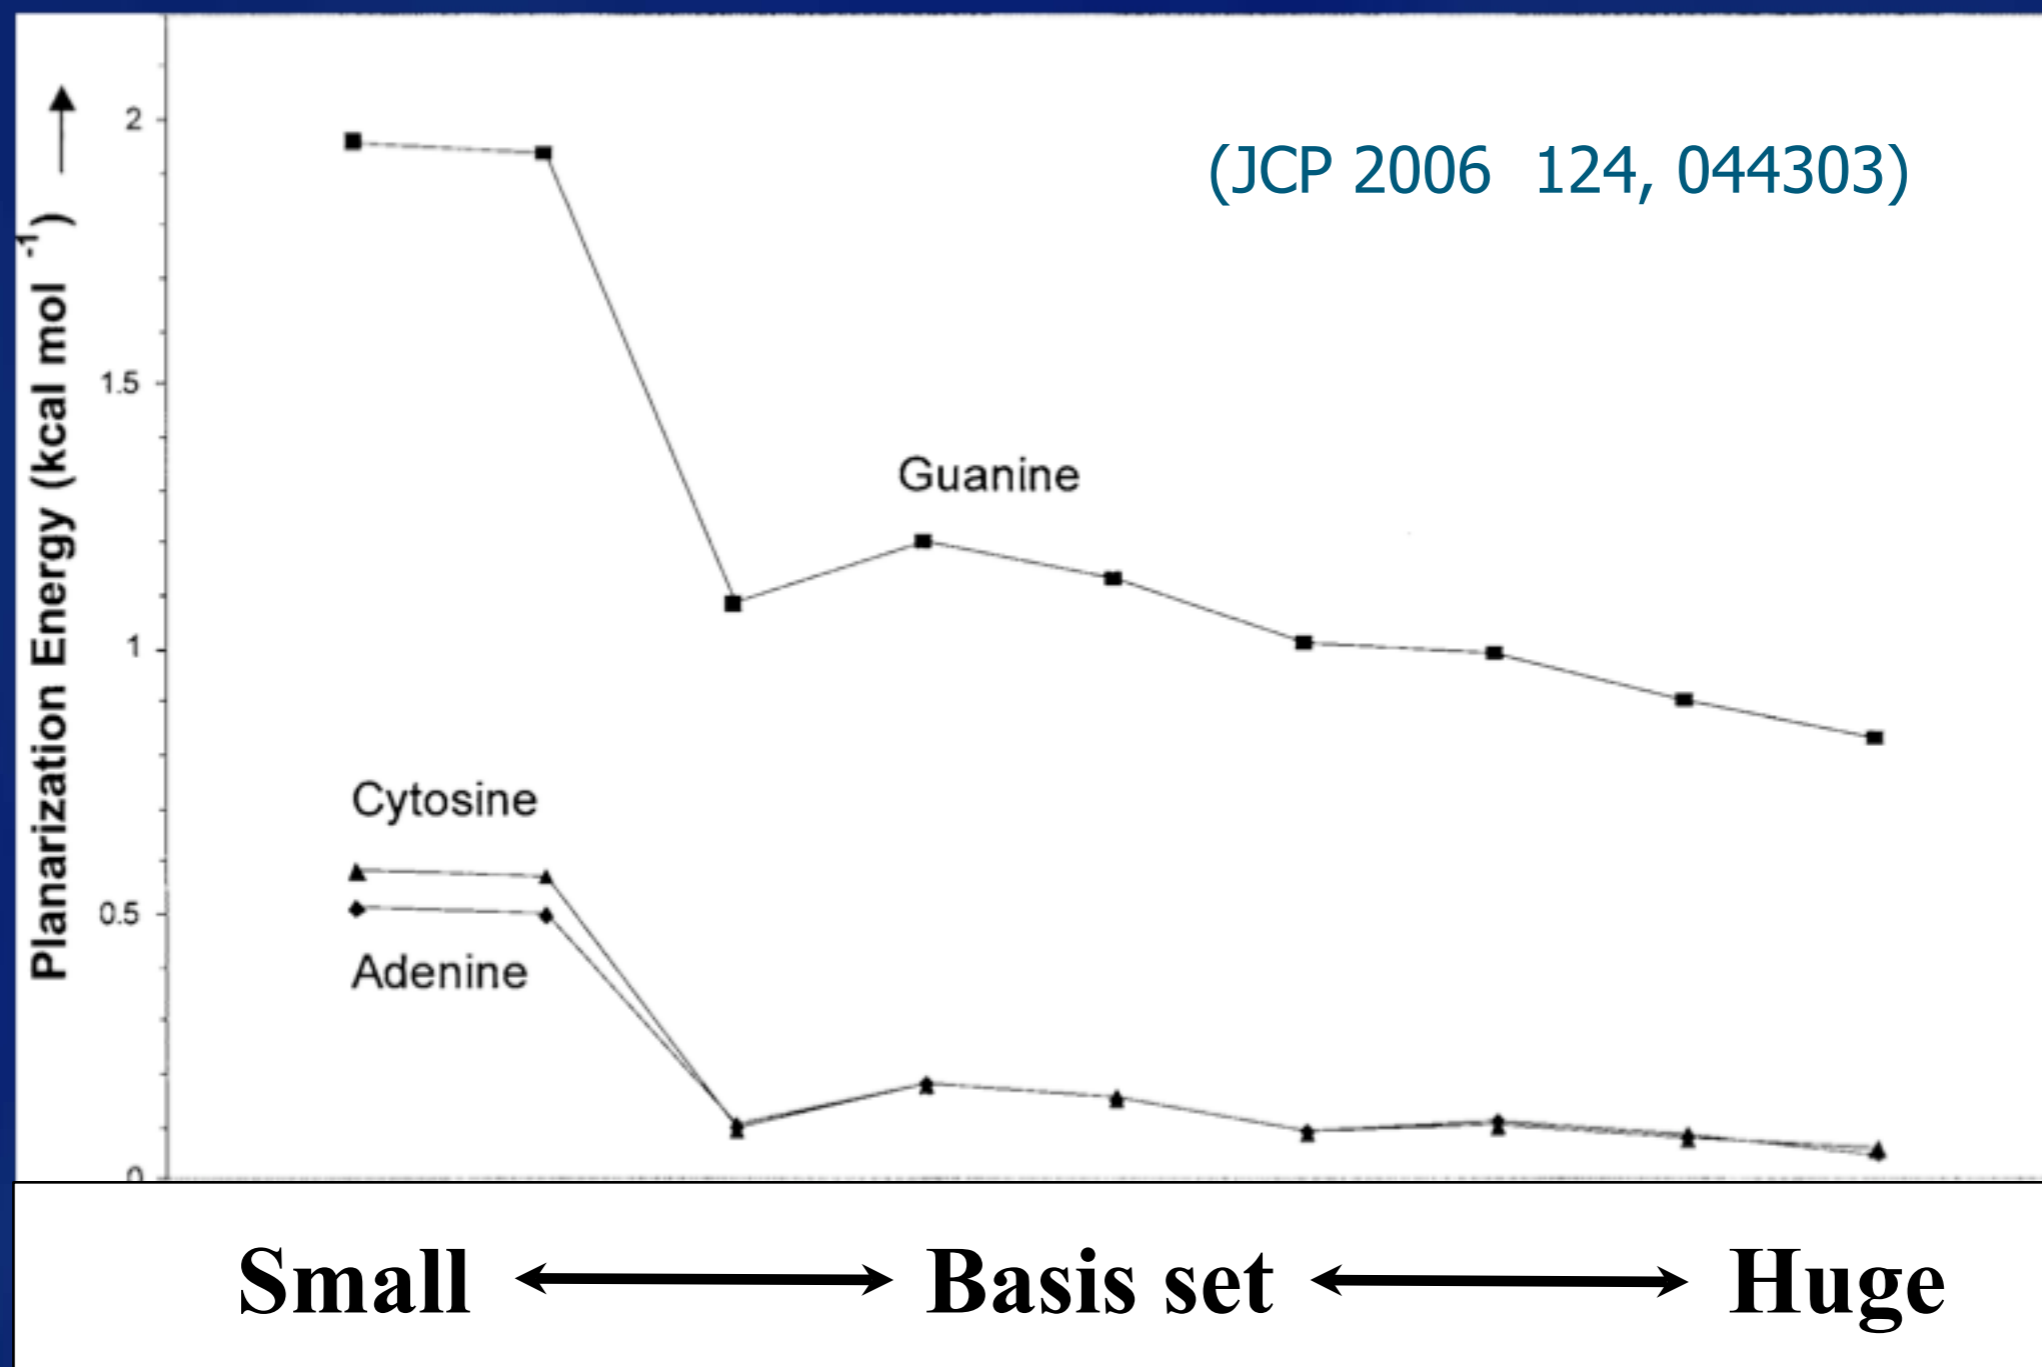 Planarization Energy (kcal mol -1)
2
1.5
1
0.5
0
(JCP 2006 124, 044303)
Guanine
Cytosine
Adenine
Small Basis set Huge